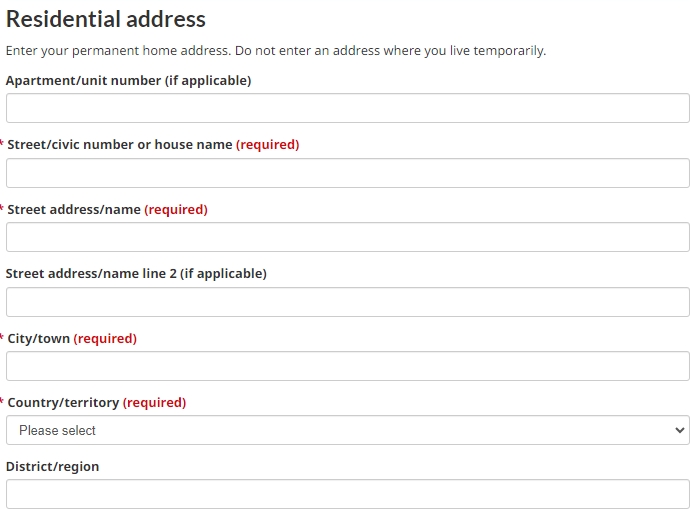 Residential address
Enter your permanent home address. Do not enter an address where you live temporarily.
Apartment/unit number (if applicable)
* Street/civic number or house name (required)
* Street address/name (required)
Street address/name line 2 (if applicable)
* City/town (required)
* Country/territory (required)
Please select
District/region